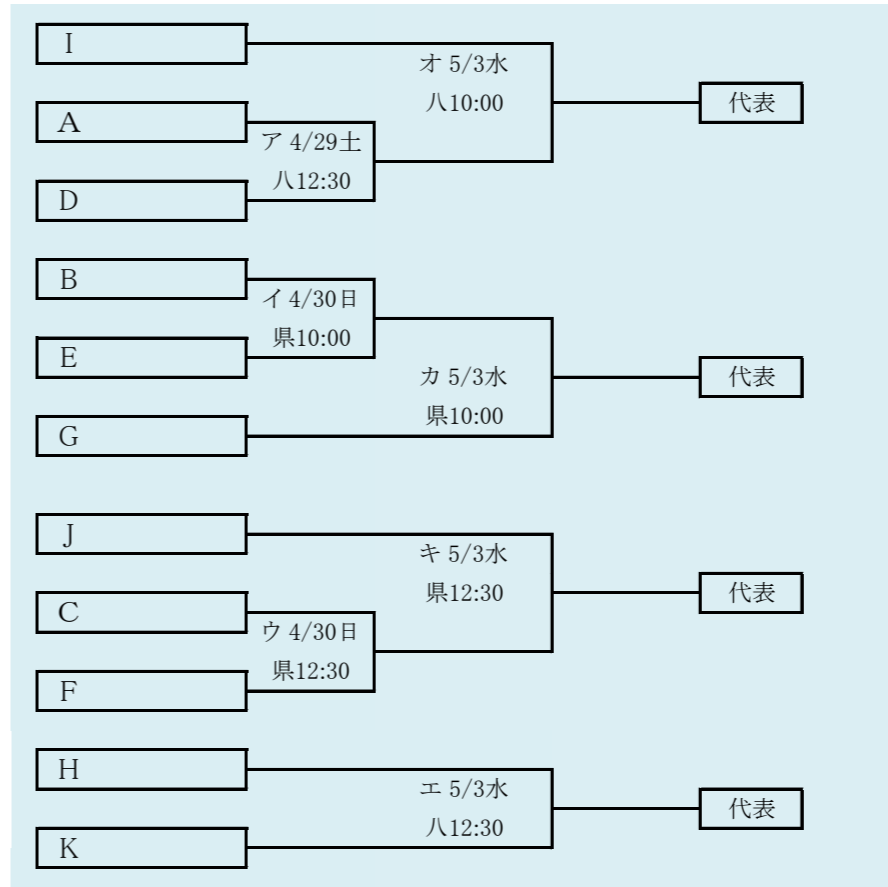 I
オ 5/3水
八10:00
代表
A
ア 4/29土
八12:30
D
B
イ 4/30日
県10:00
E
カ 5/3水
県10:00
代表
G
J
キ 5/3水
県12:30
代表
C
ウ 4/30日
県12:30
F
H
エ 5/3水
八12:30
代表
K